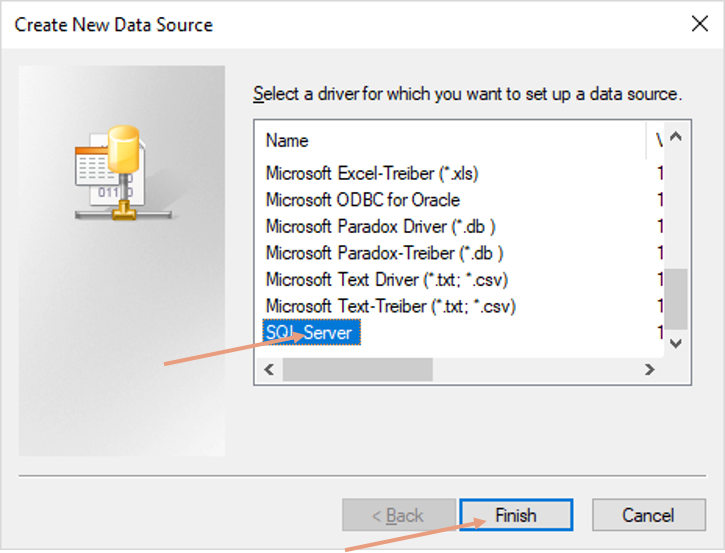 Create New Data Source
Select a driver for which you want to set up a data source.
Name
Microsoft Excel-Treiber (*.xls) 1
Microsoft ODBC for Oracle 1
Microsoft Paradox Driver (*.db ) 1
Microsoft Paradox-Treiber (*.db ) 1
Microsoft Text Driver (*.txt; *.csv) 1
Microsoft Text-Treiber (*.txt; *.csv) 1
SQL Server 1
< Back Finish Cancel